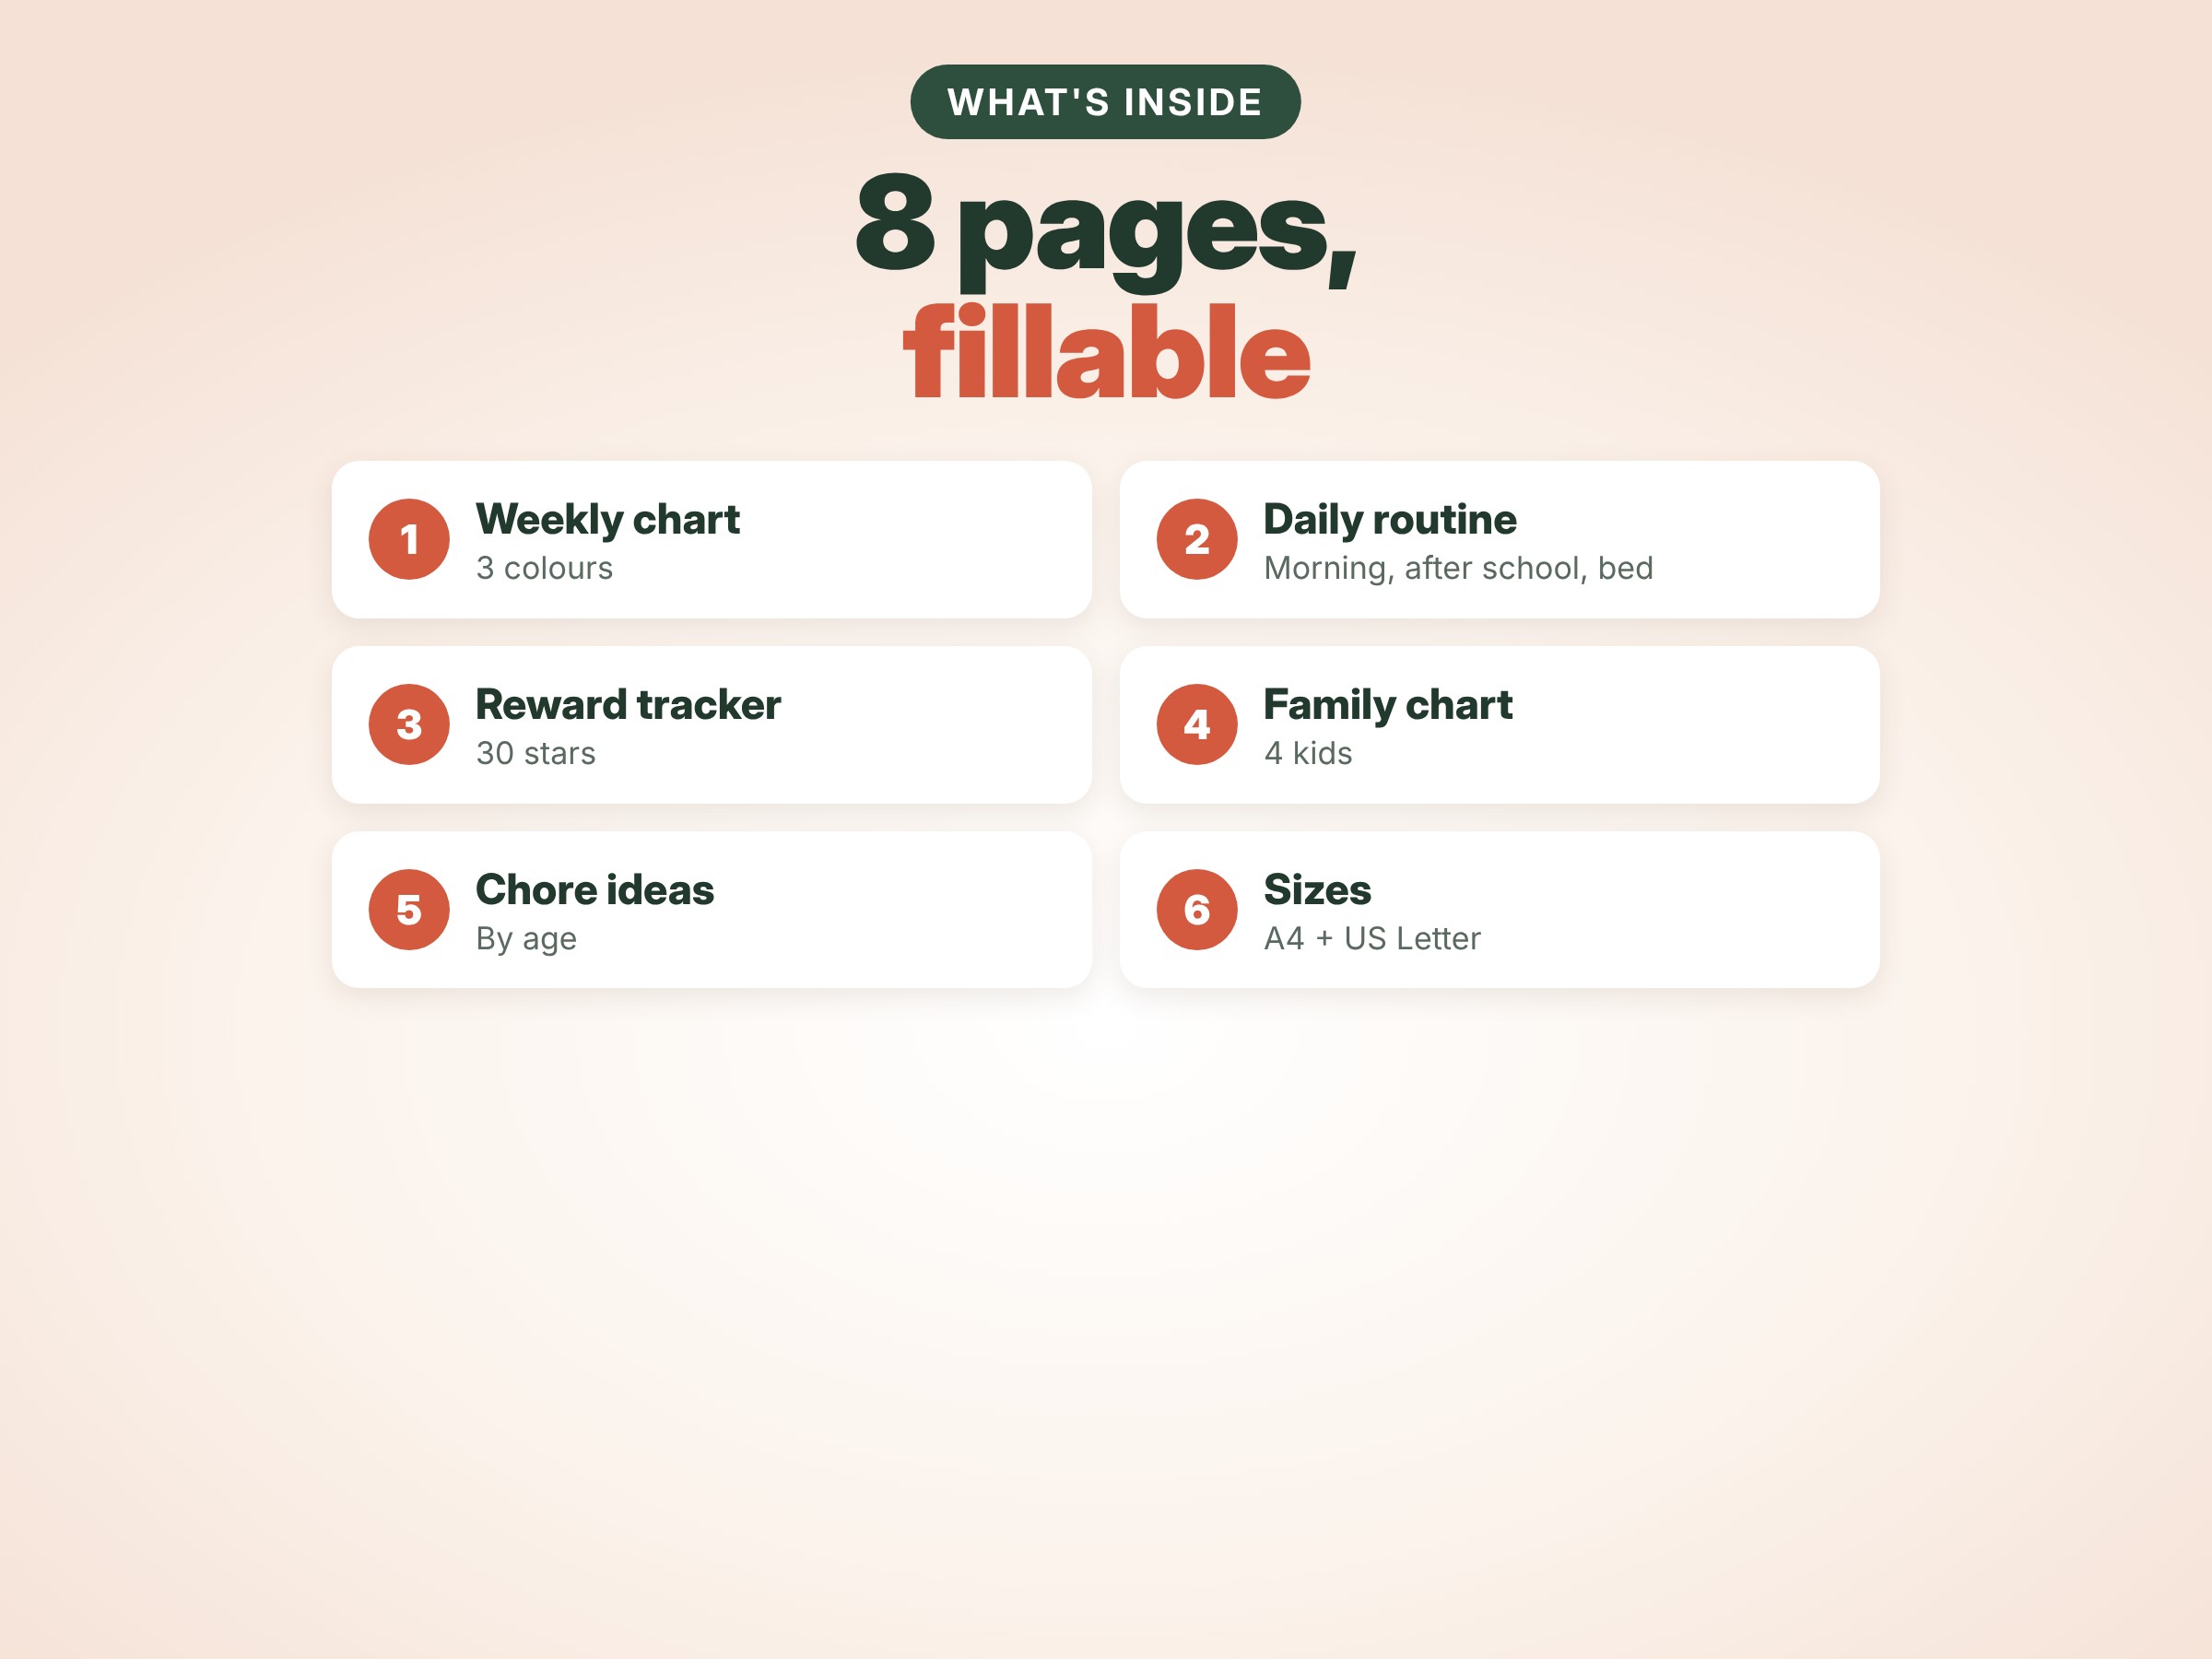 WHAT'S INSIDE
8 pages,
fillable
1
Weekly chart
3 colours
2
Daily routine
Morning, after school, bed
3
Reward tracker
30 stars
4
Family chart
4 kids
5
Chore ideas
By age
6
Sizes
A4 + US Letter